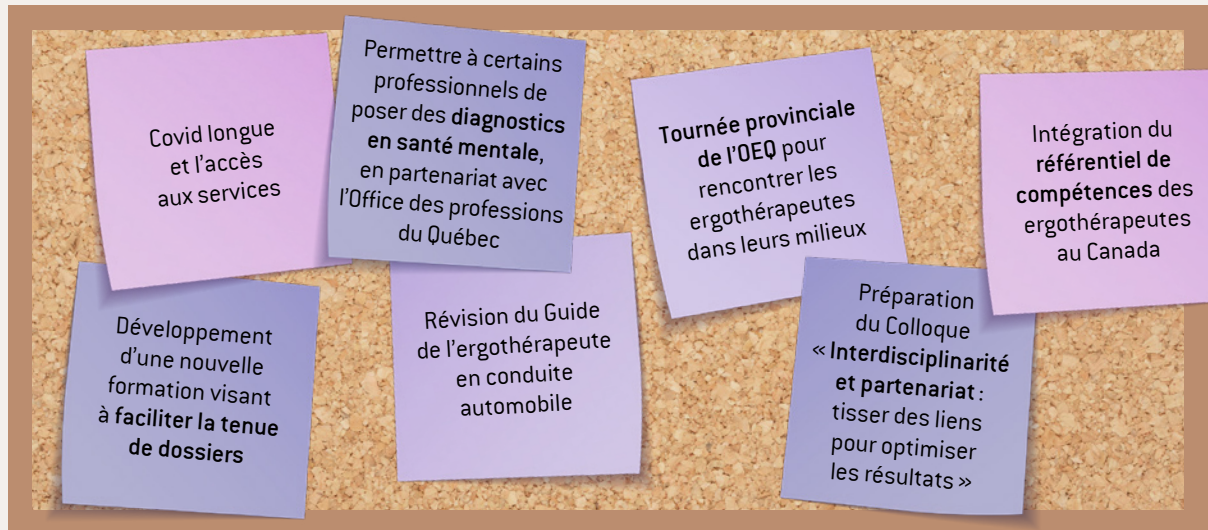 Covid longue
et l'accès
aux services
Permettre à certains
professionnels de
poser des diagnostics
en santé mentale,
en partenariat avec
l'Office des professions
du Québec
Tournée provinciale
de l'OEQ pour
rencontrer les
ergothérapeutes
dans leurs milieux
Intégration du
référentiel de
compétences des
ergothérapeutes
au Canada
Développement
d'une nouvelle
formation visant
à faciliter la tenue
de dossiers
Révision du Guide
de l'ergothérapeute
en conduite
automobile
Préparation
du Colloque
« Interdisciplinarité
et partenariat :
tisser des liens
pour optimiser
les résultats »